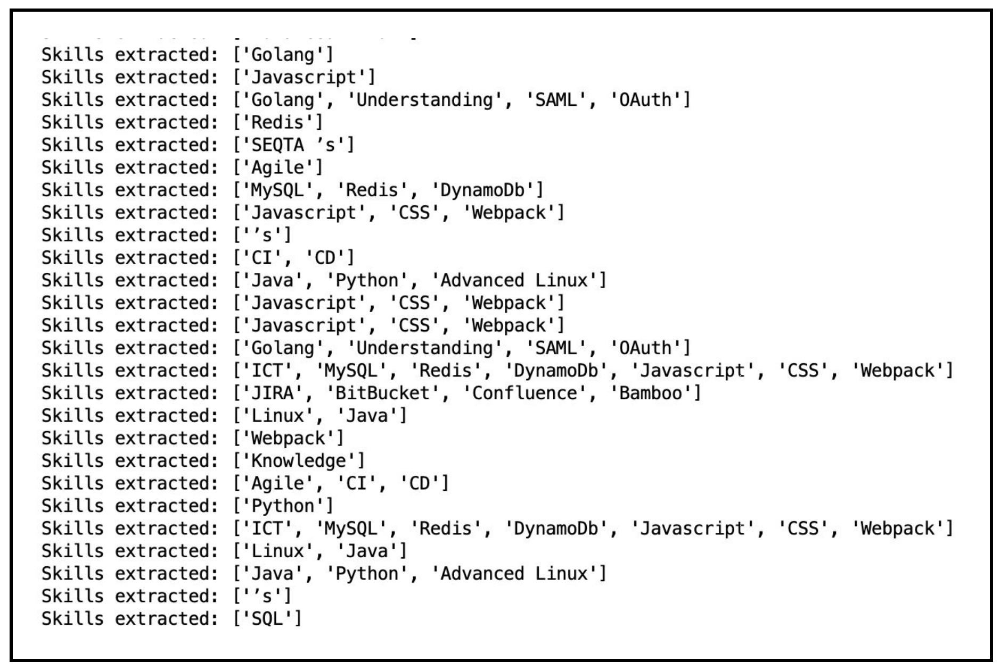 Skills extracted: ['Golang']
Skills extracted: ['Javascript']
Skills extracted: ['Golang', 'Understanding', 'SAML', 'OAuth']
Skills extracted: ['Redis']
Skills extracted: ['SEQTA ’s']
Skills extracted: ['Agile']
Skills extracted: ['MySQL', 'Redis', 'DynamoDb']
Skills extracted: ['Javascript', 'CSS', 'Webpack']
Skills extracted: ['’s']
Skills extracted: ['CI', 'CD']
Skills extracted: ['Java', 'Python', 'Advanced Linux']
Skills extracted: ['Javascript', 'CSS', 'Webpack']
Skills extracted: ['Javascript', 'CSS', 'Webpack']
Skills extracted: ['Golang', 'Understanding', 'SAML', 'OAuth']
Skills extracted: ['ICT', 'MySQL', 'Redis', 'DynamoDb', 'Javascript', 'CSS', 'Webpack']
Skills extracted: ['JIRA', 'BitBucket', 'Confluence', 'Bamboo']
Skills extracted: ['Linux', 'Java']
Skills extracted: ['Webpack']
Skills extracted: ['Knowledge']
Skills extracted: ['Agile', 'CI', 'CD']
Skills extracted: ['Python']
Skills extracted: ['ICT', 'MySQL', 'Redis', 'DynamoDb', 'Javascript', 'CSS', 'Webpack']
Skills extracted: ['Linux', 'Java']
Skills extracted: ['Java', 'Python', 'Advanced Linux']
Skills extracted: ['’s']
Skills extracted: ['SQL']